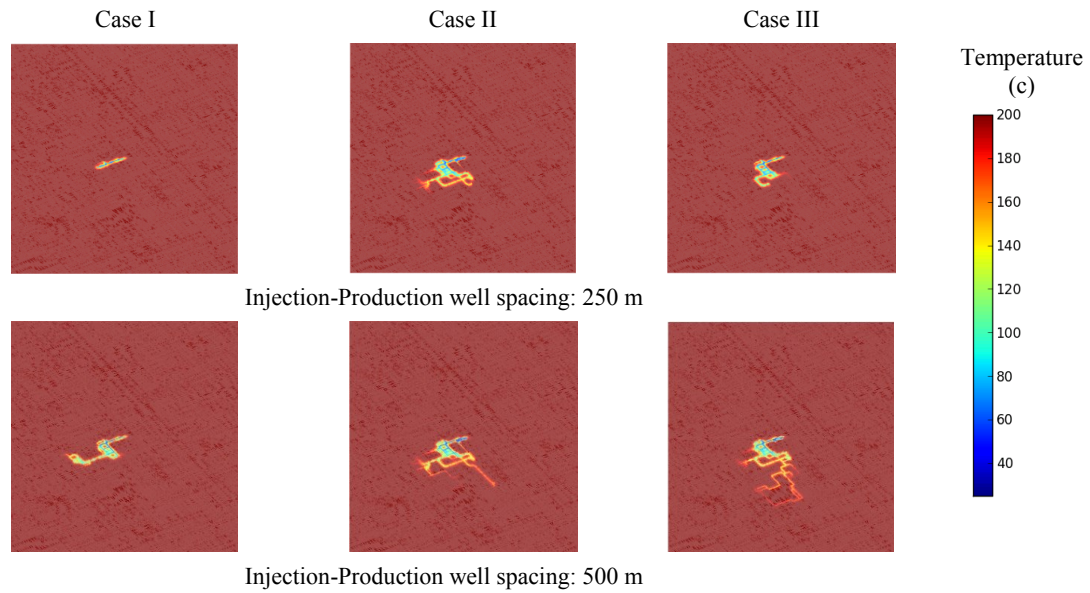 Case I
Case II
Case III
Temperature
(c)
200
180
160
140
120
100
80
60
40
Injection-Production well spacing: 250 m
Injection-Production well spacing: 500 m